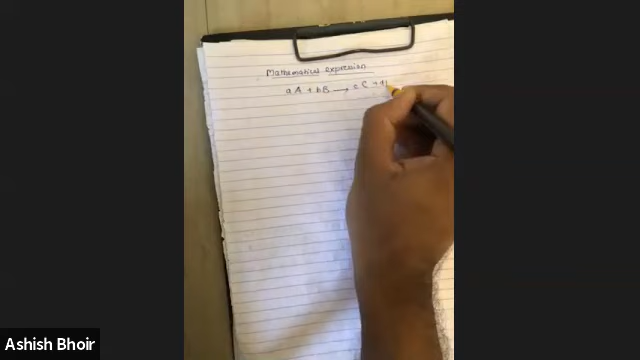 Mathematical expression
aA + bB → cC + d
Ashish Bhoir